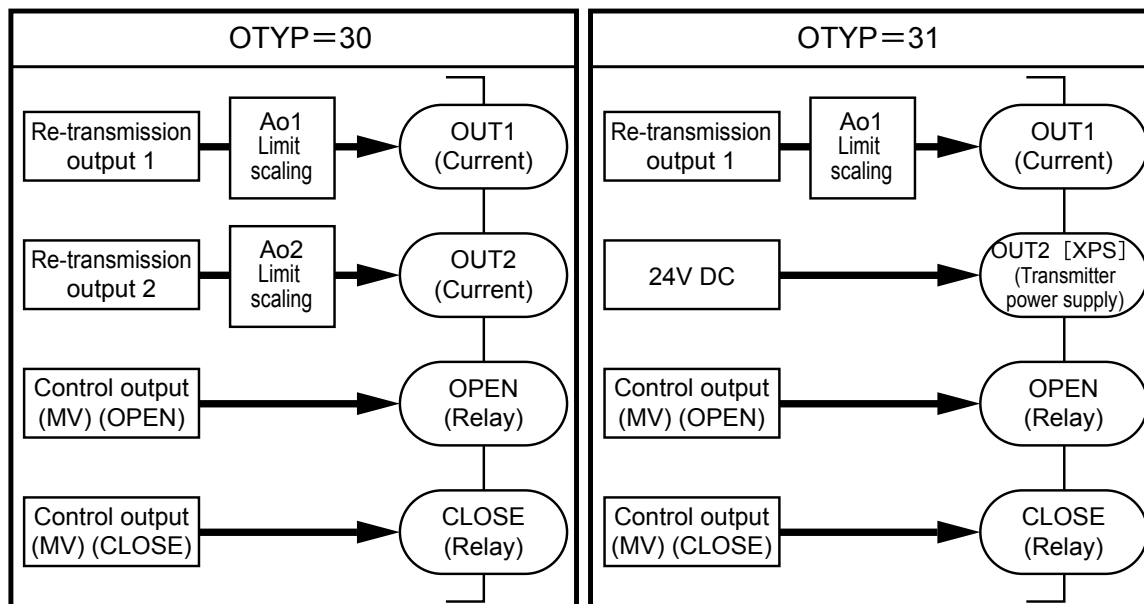 OTYP＝30
Re-transmission
output 1
Ao1
Limit
scaling
OUT1
(Current)
Re-transmission
output 2
Ao2
Limit
scaling
OUT2
(Current)
Control output
(MV) (OPEN)
OPEN
(Relay)
Control output
(MV) (CLOSE)
CLOSE
(Relay)
OTYP＝31
Re-transmission
output 1
Ao1
Limit
scaling
OUT1
(Current)
24V DC
OUT2［XPS］
(Transmitter
power supply)
Control output
(MV) (OPEN)
OPEN
(Relay)
Control output
(MV) (CLOSE)
CLOSE
(Relay)